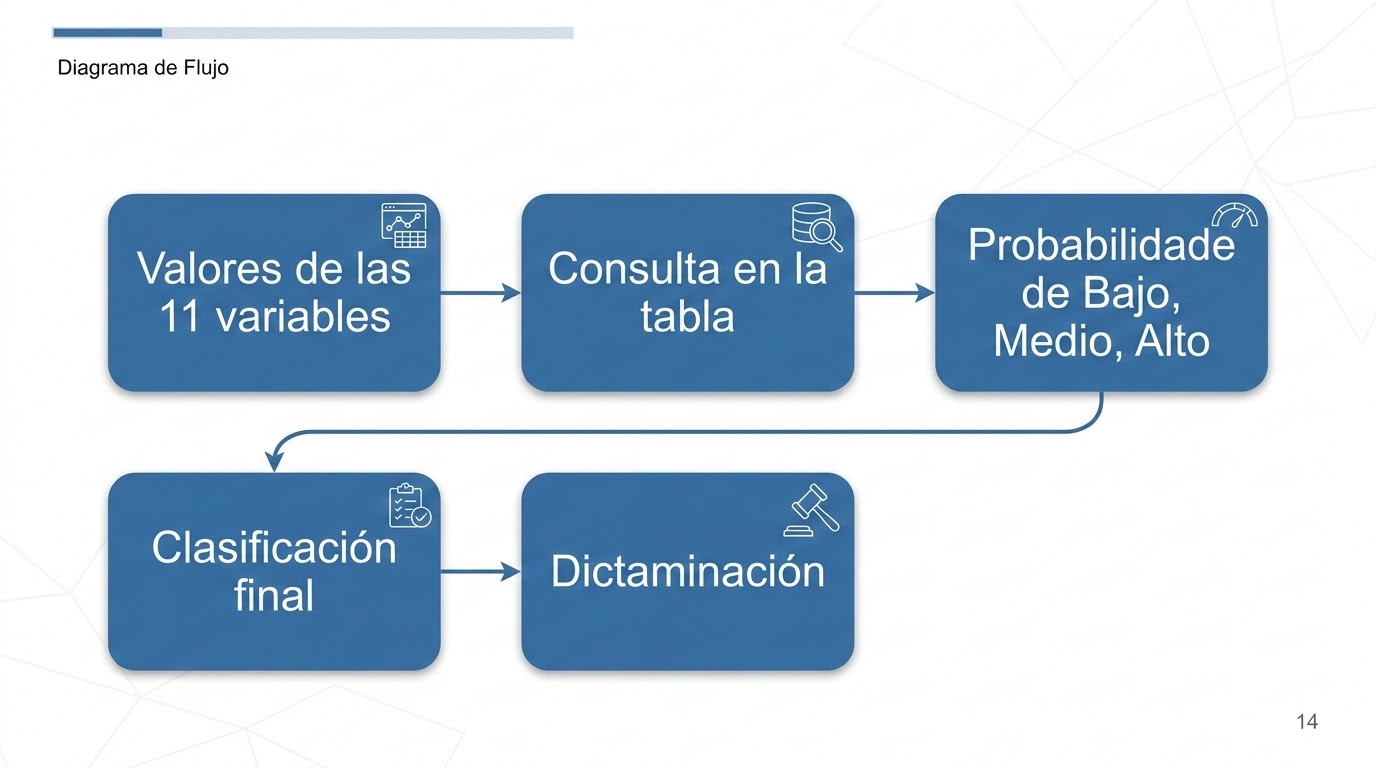 Diagrama de Flujo
Valores de las
11 variables
Consulta en la
tabla
Probabilidade
de Bajo,
Medio, Alto
Clasificación
final
Dictaminación
14